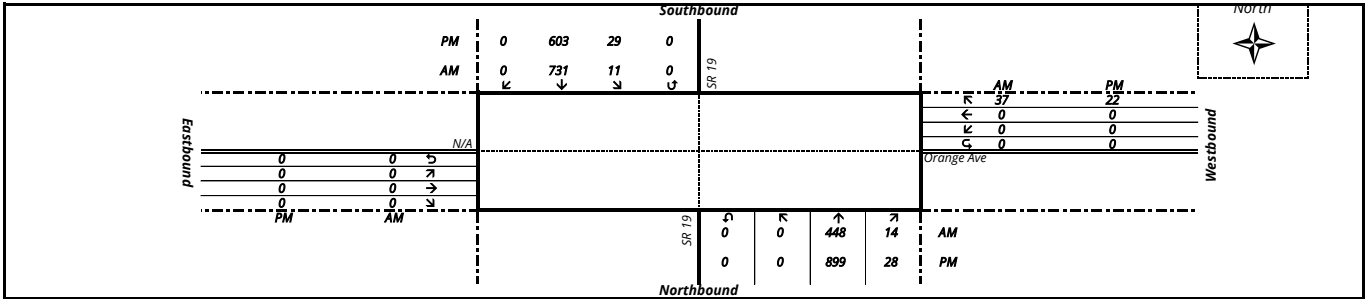 Southbound
North
PM 0 603 29 0
AM 0 731 11 0
SR 19
AM PM
37 22
0 0
0 0
0 0
Orange Ave
Westbound
Eastbound
N/A
0 0
0 0
0 0
0 0
PM AM
SR 19
0 0 448 14 AM
0 0 899 28 PM
Northbound